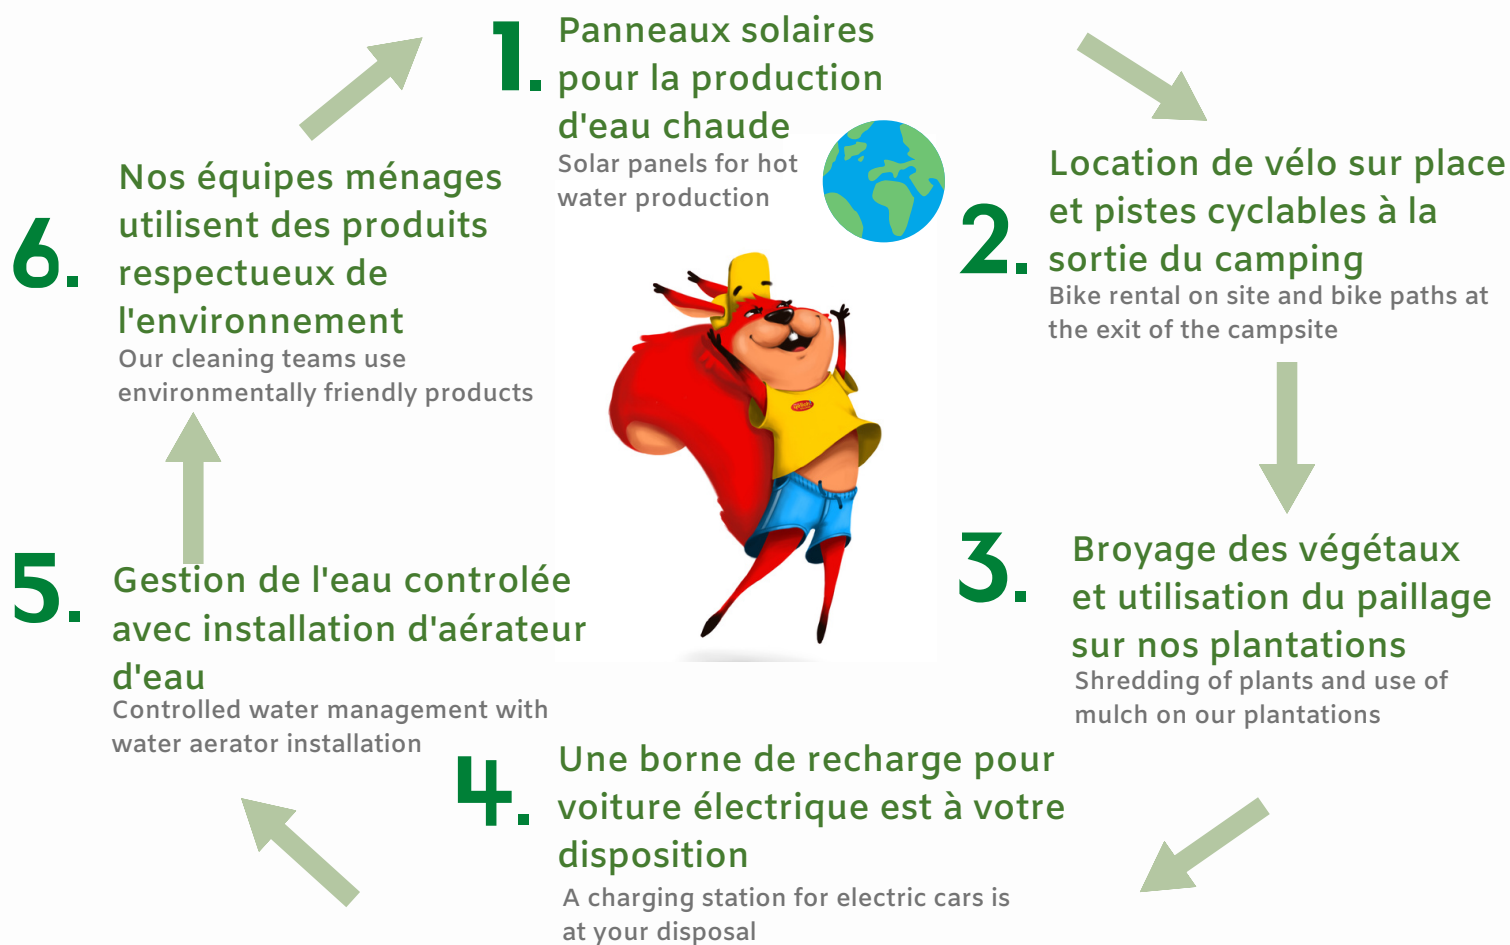 1.
Panneaux solaires
pour la production
d'eau chaude
Solar panels for hot
water production
2.
Location de vélo sur place
et pistes cyclables à la
sortie du camping
Bike rental on site and bike paths at
the exit of the campsite
3.
Broyage des végétaux
et utilisation du paillage
sur nos plantations
Shredding of plants and use of
mulch on our plantations
4.
Une borne de recharge pour
voiture électrique est à votre
disposition
A charging station for electric cars is
at your disposal
5.
Gestion de l'eau controlée
avec installation d'aérateur
d'eau
Controlled water management with
water aerator installation
6.
Nos équipes ménages
utilisent des produits
respectueux de
l'environnement
Our cleaning teams use
environmentally friendly products